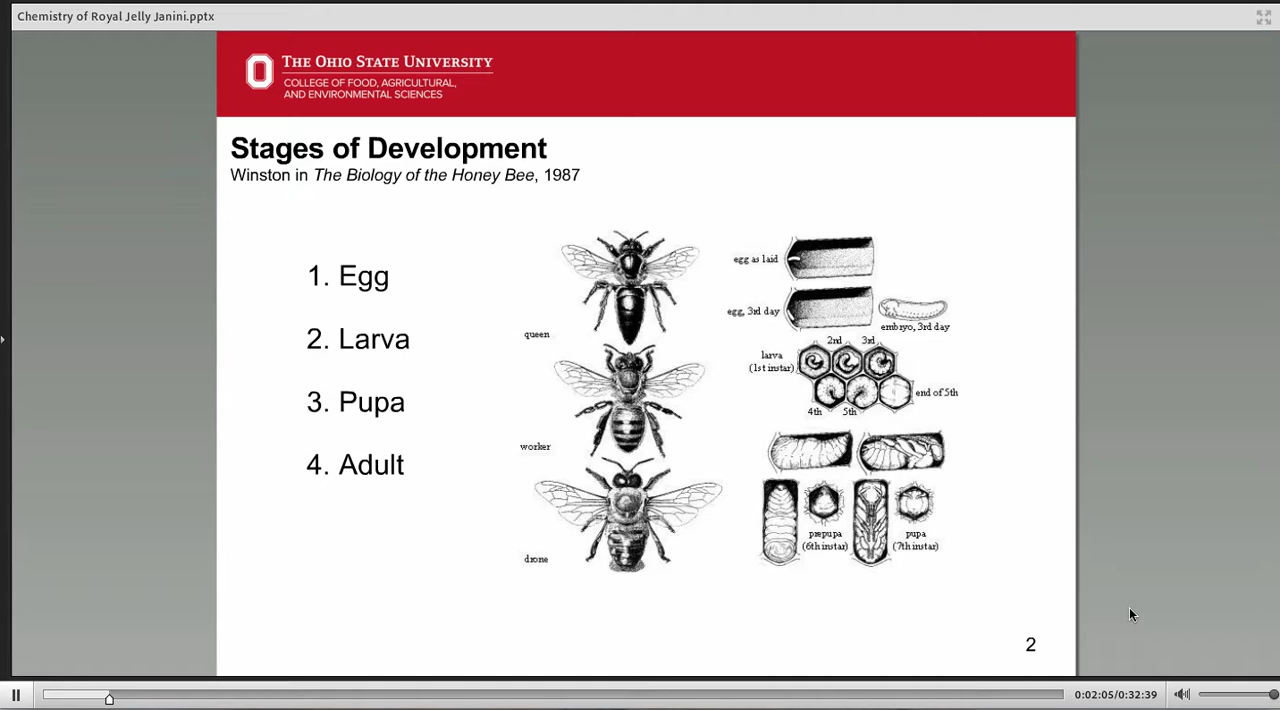 Chemistry of Royal Jelly Janini.pptx
THE OHIO STATE UNIVERSITY
COLLEGE OF FOOD, AGRICULTURAL,
AND ENVIRONMENTAL SCIENCES
Stages of Development
Winston in The Biology of the Honey Bee, 1987
1. Egg
2. Larva
3. Pupa
4. Adult
queen
worker
drone
egg as laid
egg, 3rd day
embryo, 3rd day
2nd 3rd
larva
(1st instar)
end of 5th
4th 5th
prepupa
(6th instar)
pupa
(7th instar)
2
0:02:05/0:32:39